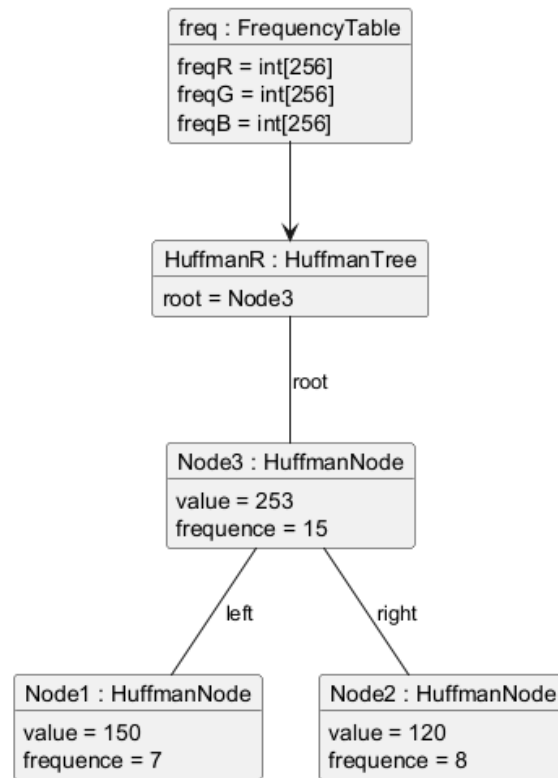 freq : FrequencyTable
freqR = int[256]
freqG = int[256]
freqB = int[256]
HuffmanR : HuffmanTree
root = Node3
root
Node3 : HuffmanNode
value = 253
frequence = 15
left
right
Node1 : HuffmanNode
value = 150
frequence = 7
Node2 : HuffmanNode
value = 120
frequence = 8